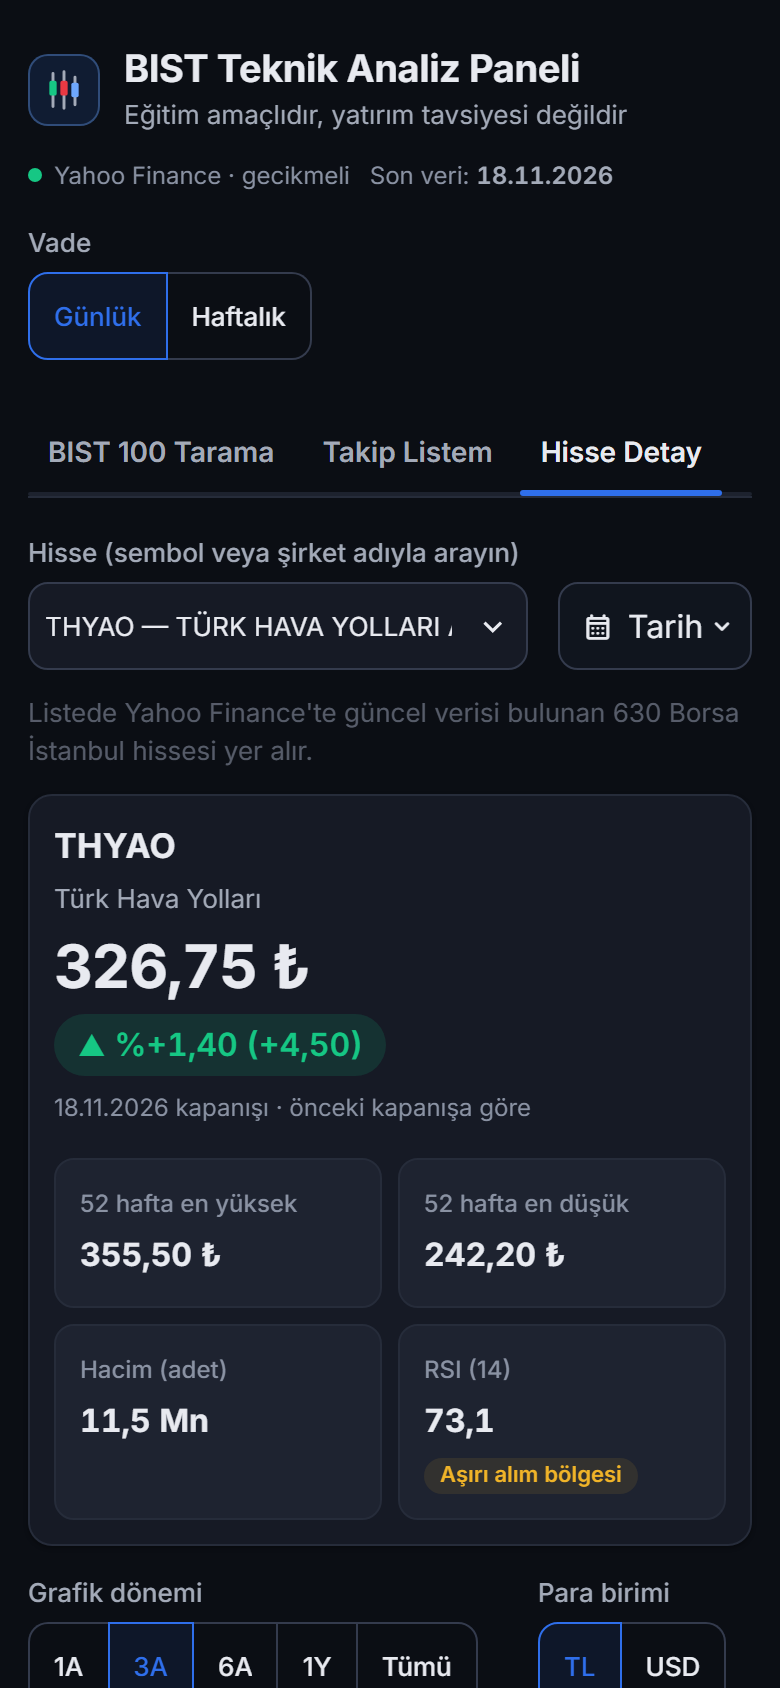 BIST Teknik Analiz Paneli
Eğitim amaçlıdır, yatırım tavsiyesi değildir
Yahoo Finance · gecikmeli Son veri: 18.11.2026
Vade
Günlük Haftalık
BIST 100 Tarama Takip Listem Hisse Detay
Hisse (sembol veya şirket adıyla arayın)
THYAO — TÜRK HAVA YOLLARI Tarih
Listede Yahoo Finance'te güncel verisi bulunan 630 Borsa
İstanbul hissesi yer alır.
THYAO
Türk Hava Yolları
326,75 ₺
▲ %+1,40 (+4,50)
18.11.2026 kapanışı · önceki kapanışa göre
52 hafta en yüksek 52 hafta en düşük
355,50 ₺ 242,20 ₺
Hacim (adet) RSI (14)
11,5 Mn 73,1
Aşırı alım bölgesi
Grafik dönemi Para birimi
1A 3A 6A 1Y Tümü TL USD